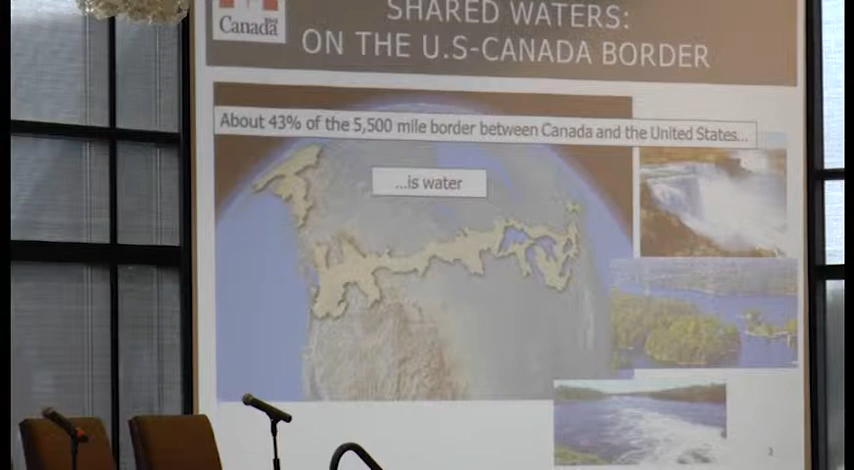 Canada
SHARED WATERS:
ON THE U.S-CANADA BORDER
About 43% of the 5,500 mile border between Canada and the United States...
...is water
3